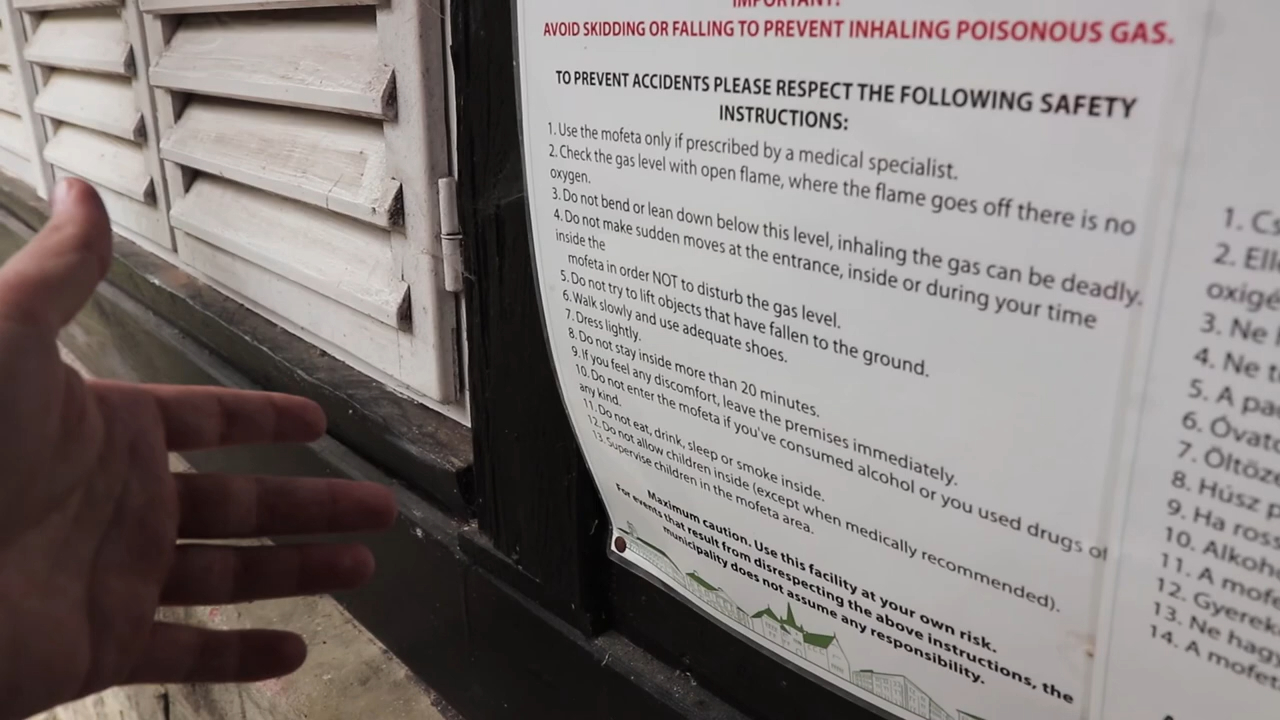 IMPORTANT!
AVOID SKIDDING OR FALLING TO PREVENT INHALING POISONOUS GAS.
TO PREVENT ACCIDENTS PLEASE RESPECT THE FOLLOWING SAFETY
INSTRUCTIONS:
1. Use the mofeta only if prescribed by a medical specialist.
2. Check the gas level with open flame, where the flame goes off there is no
oxygen.
3. Do not bend or lean down below this level, inhaling the gas can be deadly.
4. Do not make sudden moves at the entrance, inside or during your time
inside the
mofeta in order NOT to disturb the gas level.
5. Do not try to lift objects that have fallen to the ground.
6. Walk slowly and use adequate shoes.
7. Dress lightly.
8. Do not stay inside more than 20 minutes.
9. If you feel any discomfort, leave the premises immediately.
10. Do not enter the mofeta if you've consumed alcohol or you used drugs of
any kind.
11. Do not eat, drink, sleep or smoke inside.
12. Do not allow children inside (except when medically recommended).
13. Supervise children in the mofeta area.
Maximum caution. Use this facility at your own risk.
For events that result from disrespecting the above instructions, the
municipality does not assume any responsibility.
1. Cs
2. Elle
oxigé
3. Ne
4. Ne
5. A pa
6. Óvato
7. Öltöze
8. Húsz p
9. Ha ross
10. Alkoho
11. A mofe
12. Gyerek
13. Ne hagy
14. A mofet